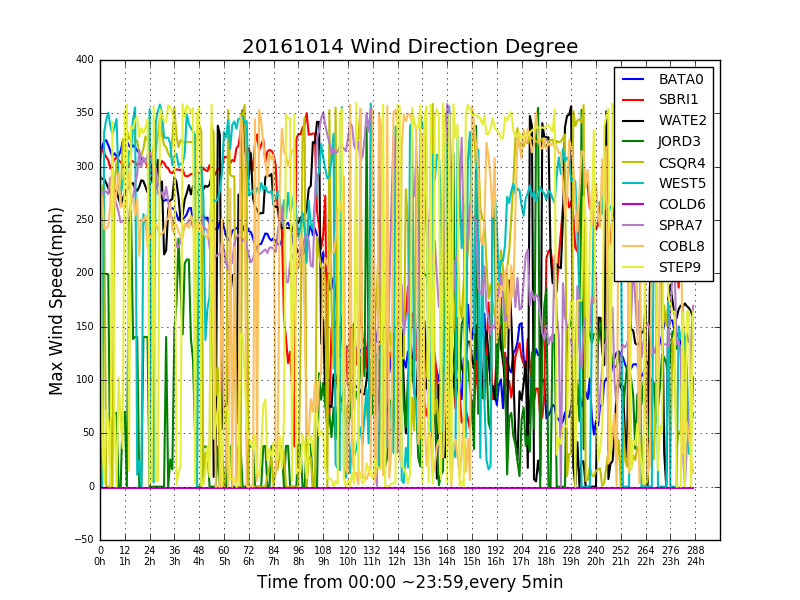 20161014 Wind Direction Degree
400
350
300
250
200
150
100
50
0
−50
Max Wind Speed(mph)
BATA0
SBRI1
WATE2
JORD3
CSQR4
WEST5
COLD6
SPRA7
COBL8
STEP9
0 12 24 36 48 60 72 84 96 108 120 132 144 156 168 180 192 204 216 228 240 252 264 276 288
0h 1h 2h 3h 4h 5h 6h 7h 8h 9h 10h 11h 12h 13h 14h 15h 16h 17h 18h 19h 20h 21h 22h 23h 24h
Time from 00:00 ~23:59,every 5min